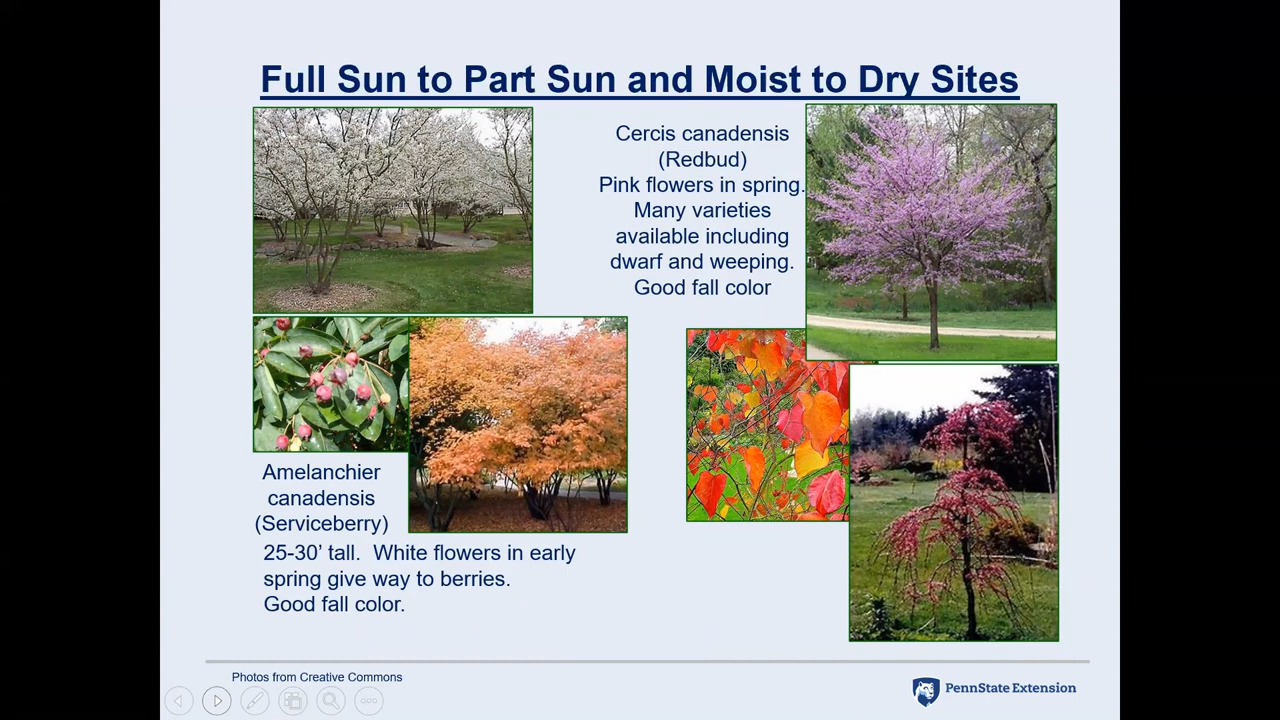 Full Sun to Part Sun and Moist to Dry Sites
Cercis canadensis
(Redbud)
Pink flowers in spring.
Many varieties
available including
dwarf and weeping.
Good fall color
Amelanchier
canadensis
(Serviceberry)
25-30’ tall.  White flowers in early
spring give way to berries.
Good fall color.
Photos from Creative Commons
PennState Extension